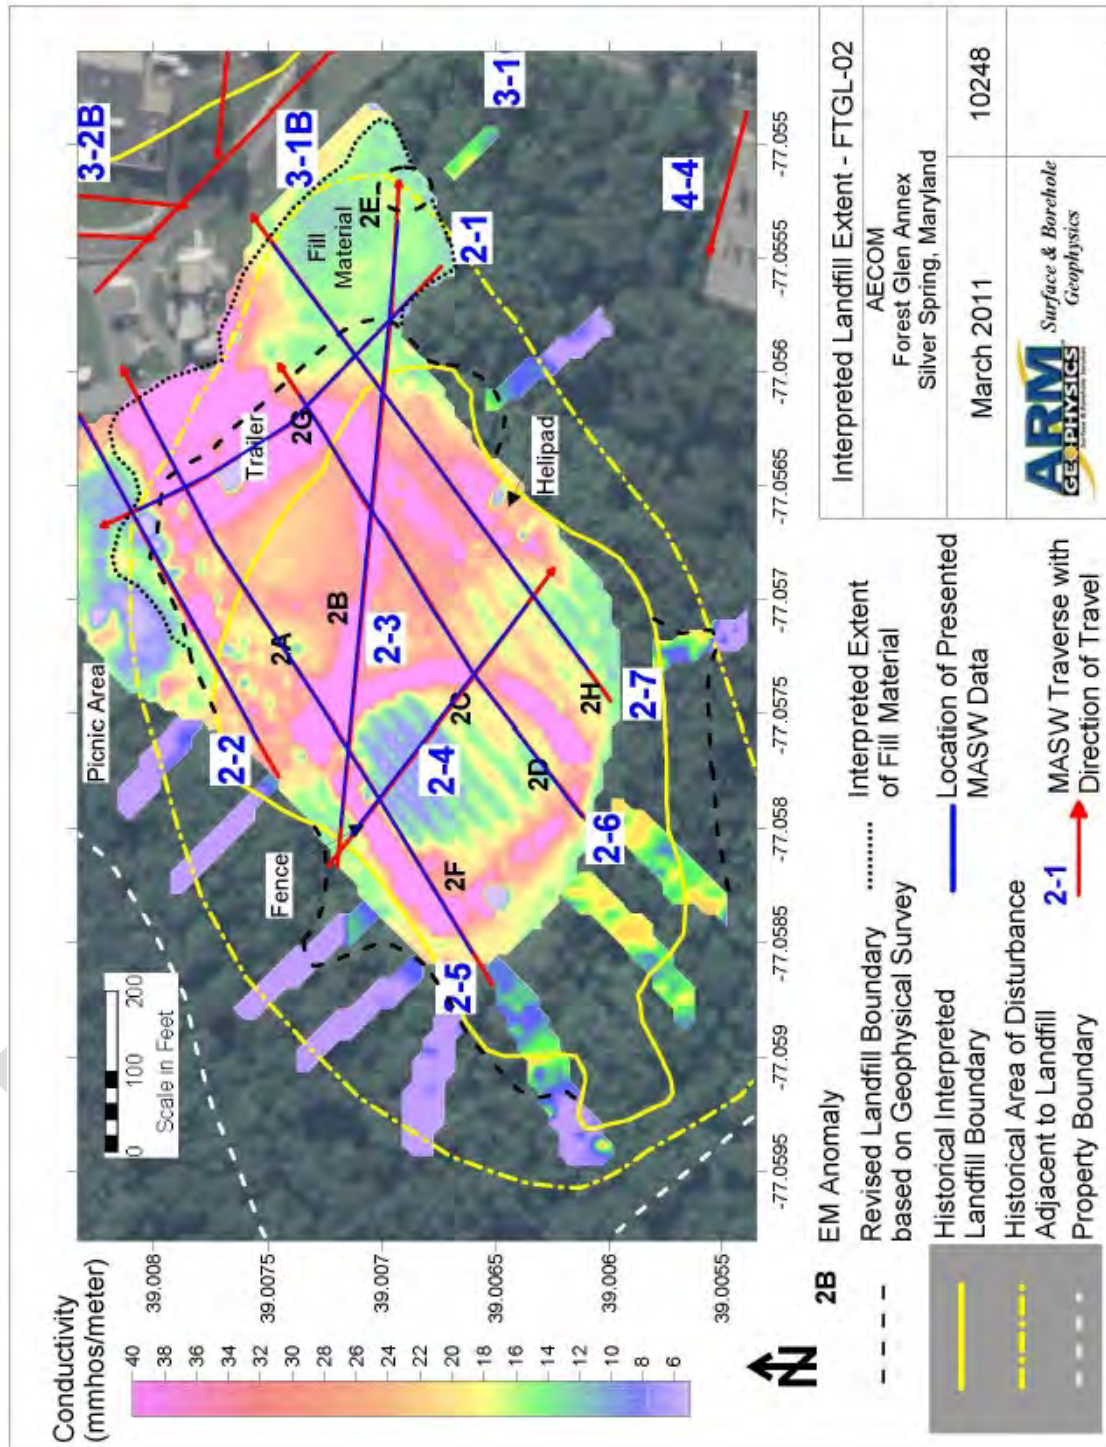 Conductivity
(mmhos/meter)
40
38
36
34
32
30
28
26
24
22
20
18
16
14
12
10
8
6
N
39.008
39.0075
39.007
39.0065
39.006
39.0055
-77.0595
-77.059
-77.0585
-77.058
-77.0575
-77.057
-77.0565
-77.056
-77.0555
-77.055
0 100 200
Scale in Feet
Picnic Area
Fence
Trailer
Helipad
Fill
Material
2A
2B
2C
2D
2E
2F
2G
2H
2-1
2-2
2-3
2-4
2-5
2-6
2-7
3-1
3-1B
3-2B
4-4
2B EM Anomaly
Revised Landfill Boundary
based on Geophysical Survey
Historical Interpreted
Landfill Boundary
Historical Area of Disturbance
Adjacent to Landfill
Property Boundary
Interpreted Extent
of Fill Material
Location of Presented
MASW Data
2-1
MASW Traverse with
Direction of Travel
Interpreted Landfill Extent - FTGL-02
AECOM
Forest Glen Annex
Silver Spring, Maryland
March 2011
10248
ARM
GEOPHYSICS
Surface & Borehole
Geophysics